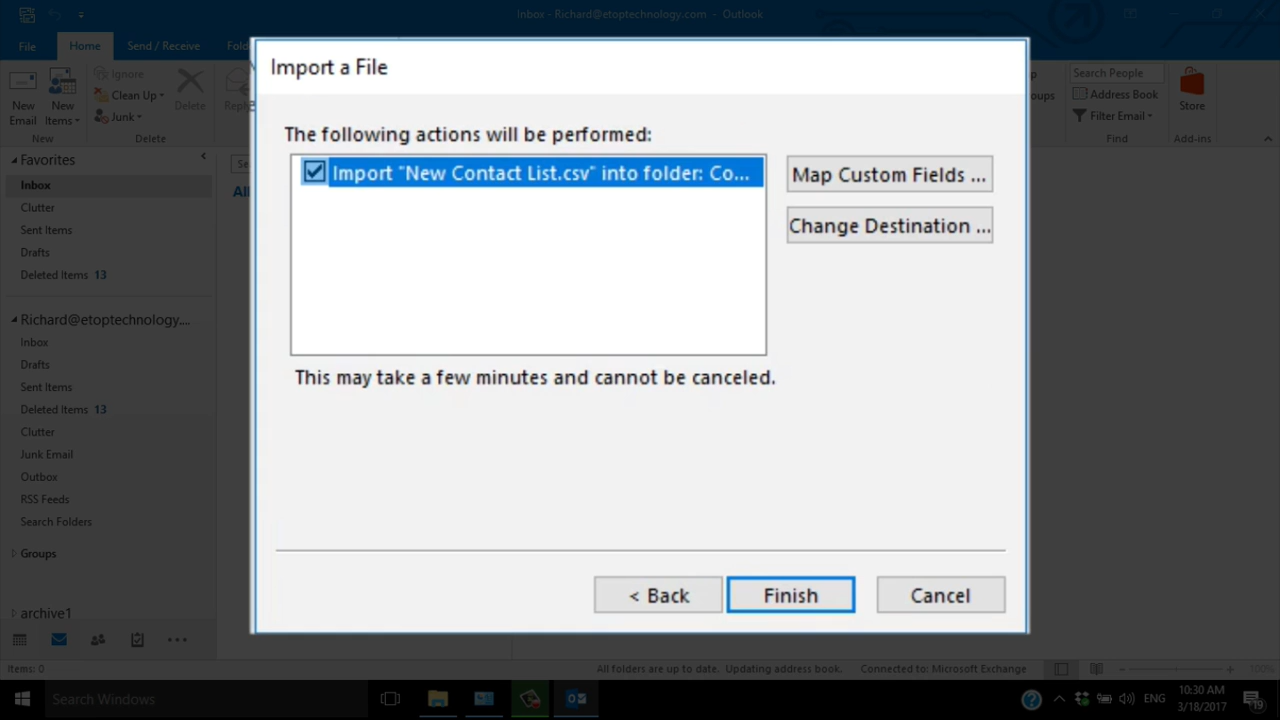 Inbox - Richard@etoptechnology.com - Outlook
File
Home
Send / Receive
Fold
New Email
New Items
New
Ignore
Clean Up
Junk
Delete
Delete
Reply
Search People
Address Book
Filter Email
Find
Store
Add-ins
Favorites
Inbox
Clutter
Sent Items
Drafts
Deleted Items 13
Richard@etoptechnology....
Inbox
Drafts
Sent Items
Deleted Items 13
Clutter
Junk Email
Outbox
RSS Feeds
Search Folders
Groups
archive1
Import a File
The following actions will be performed:
Import "New Contact List.csv" into folder: Co...
Map Custom Fields ...
Change Destination ...
This may take a few minutes and cannot be canceled.
< Back
Finish
Cancel
Items: 0
All folders are up to date. Updating address book.
Connected to: Microsoft Exchange
100%
Search Windows
ENG
10:30 AM
3/18/2017
19